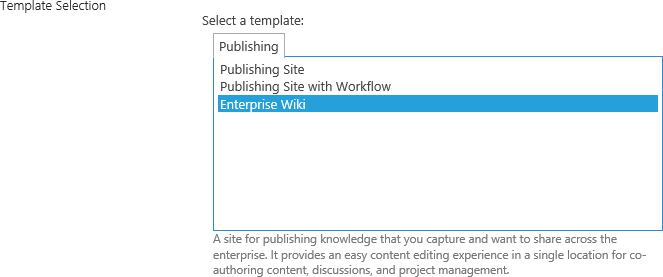 Template Selection
Select a template:
Publishing
Publishing Site
Publishing Site with Workflow
Enterprise Wiki
A site for publishing knowledge that you capture and want to share across the
enterprise. It provides an easy content editing experience in a single location for co-
authoring content, discussions, and project management.